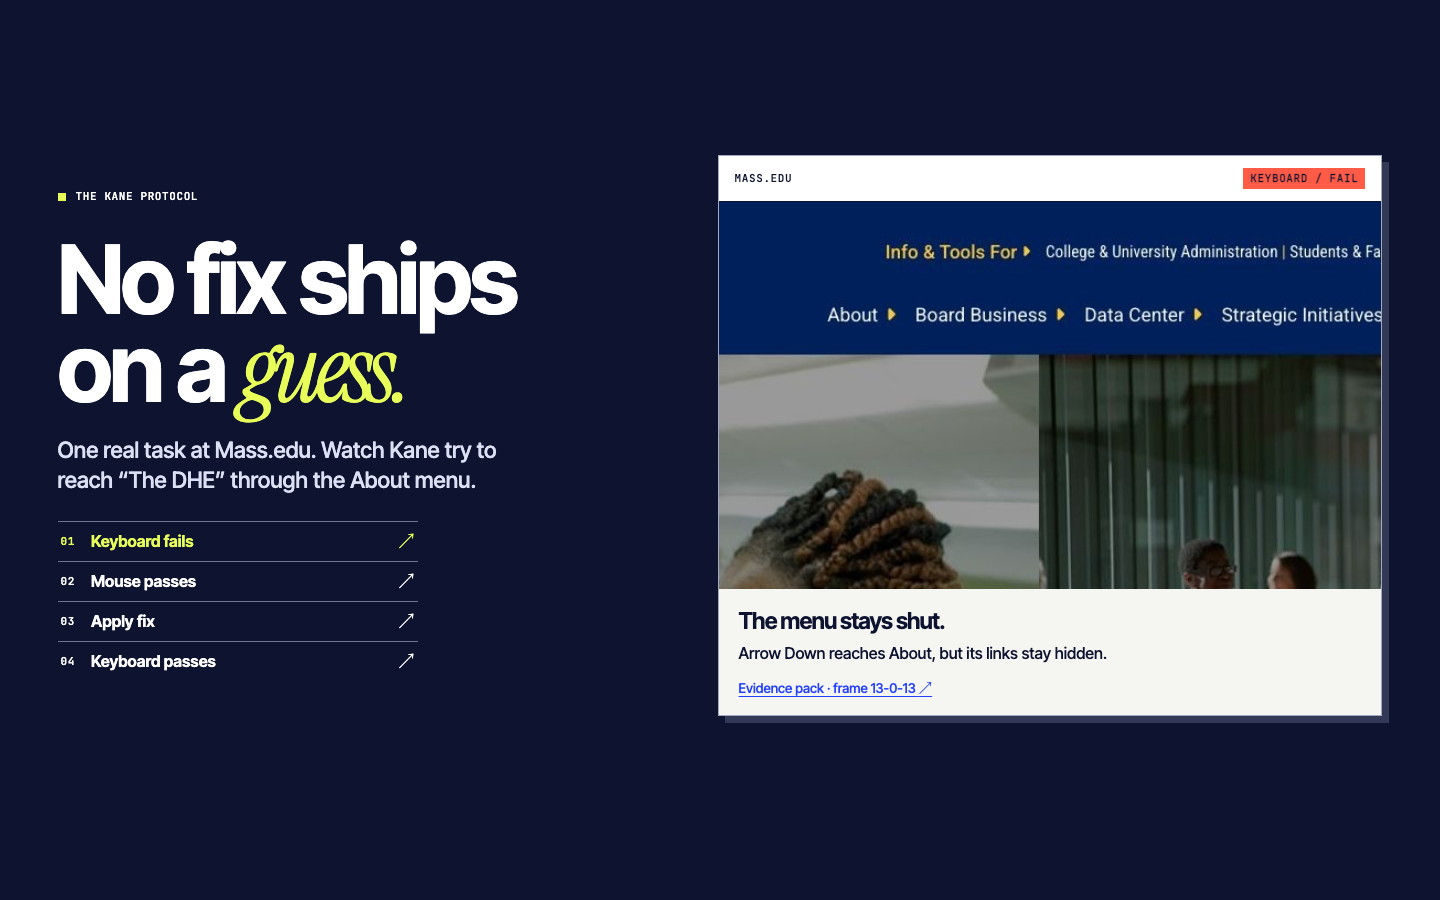 THE KANE PROTOCOL
No fix ships
on a guess.
One real task at Mass.edu. Watch Kane try to
reach “The DHE” through the About menu.
01 Keyboard fails
02 Mouse passes
03 Apply fix
04 Keyboard passes
MASS.EDU
KEYBOARD / FAIL
Info & Tools For College & University Administration | Students & Fa
About Board Business Data Center Strategic Initiatives
The menu stays shut.
Arrow Down reaches About, but its links stay hidden.
Evidence pack · frame 13-0-13